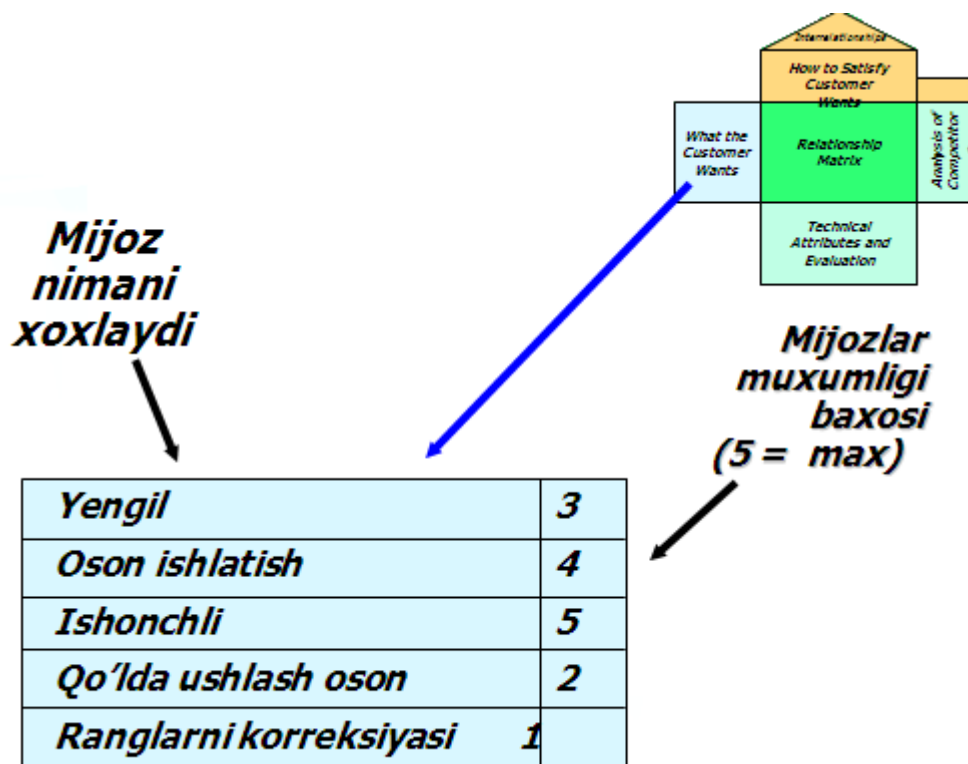 Interrelationships
How to Satisfy
Customer
Wants
What the
Customer
Wants
Relationship
Matrix
Analysis of
Competitor
Technical
Attributes and
Evaluation
Mijoz
nimani
xoxlaydi
Mijozlar
muxumligi
baxosi
(5 = max)
Yengil 3
Oson ishlatish 4
Ishonchli 5
Qo’lda ushlash oson 2
Ranglarni korreksiyasi 1